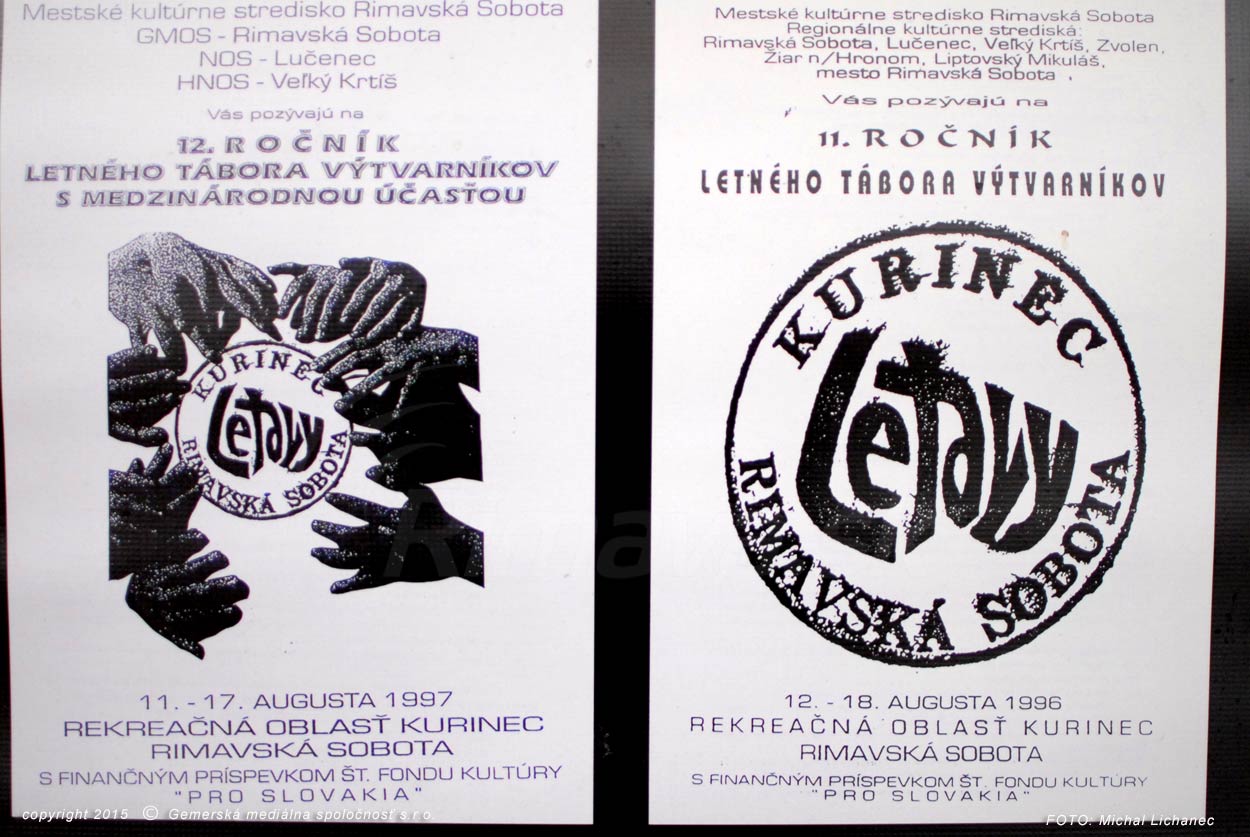 Mestské kultúrne stredisko Rimavská Sobota
GMOS - Rimavská Sobota
NOS - Lučenec
HNOS - Veľký Krtíš
Vás pozývajú na
12. ROČNÍK
LETNÉHO TÁBORA VÝTVARNÍKOV
S MEDZINÁRODNOU ÚČASŤOU
KURINEC
Letavy
RIMAVSKÁ SOBOTA
11. - 17. AUGUSTA 1997
REKREAČNÁ OBLASŤ KURINEC
RIMAVSKÁ SOBOTA
S FINANČNÝM PRÍSPEVKOM ŠT. FONDU KULTÚRY
"PRO SLOVAKIA"
Mestské kultúrne stredisko Rimavská Sobota
Regionálne kultúrne strediská:
Rimavská Sobota, Lučenec, Veľký Krtíš, Zvolen,
Žiar n/Hronom, Liptovský Mikuláš,
mesto Rimavská Sobota
Vás pozývajú na
11. ROČNÍK
LETNÉHO TÁBORA VÝTVARNÍKOV
KURINEC
Letavy
RIMAVSKÁ SOBOTA
12. - 18. AUGUSTA 1996
REKREAČNÁ OBLASŤ KURINEC
RIMAVSKÁ SOBOTA
S FINANČNÝM PRÍSPEVKOM ŠT. FONDU KULTÚRY
"PRO SLOVAKIA"
copyright 2015 © Gemerská mediálna spoločnosť s.r.o.
FOTO: Michal Lichanec